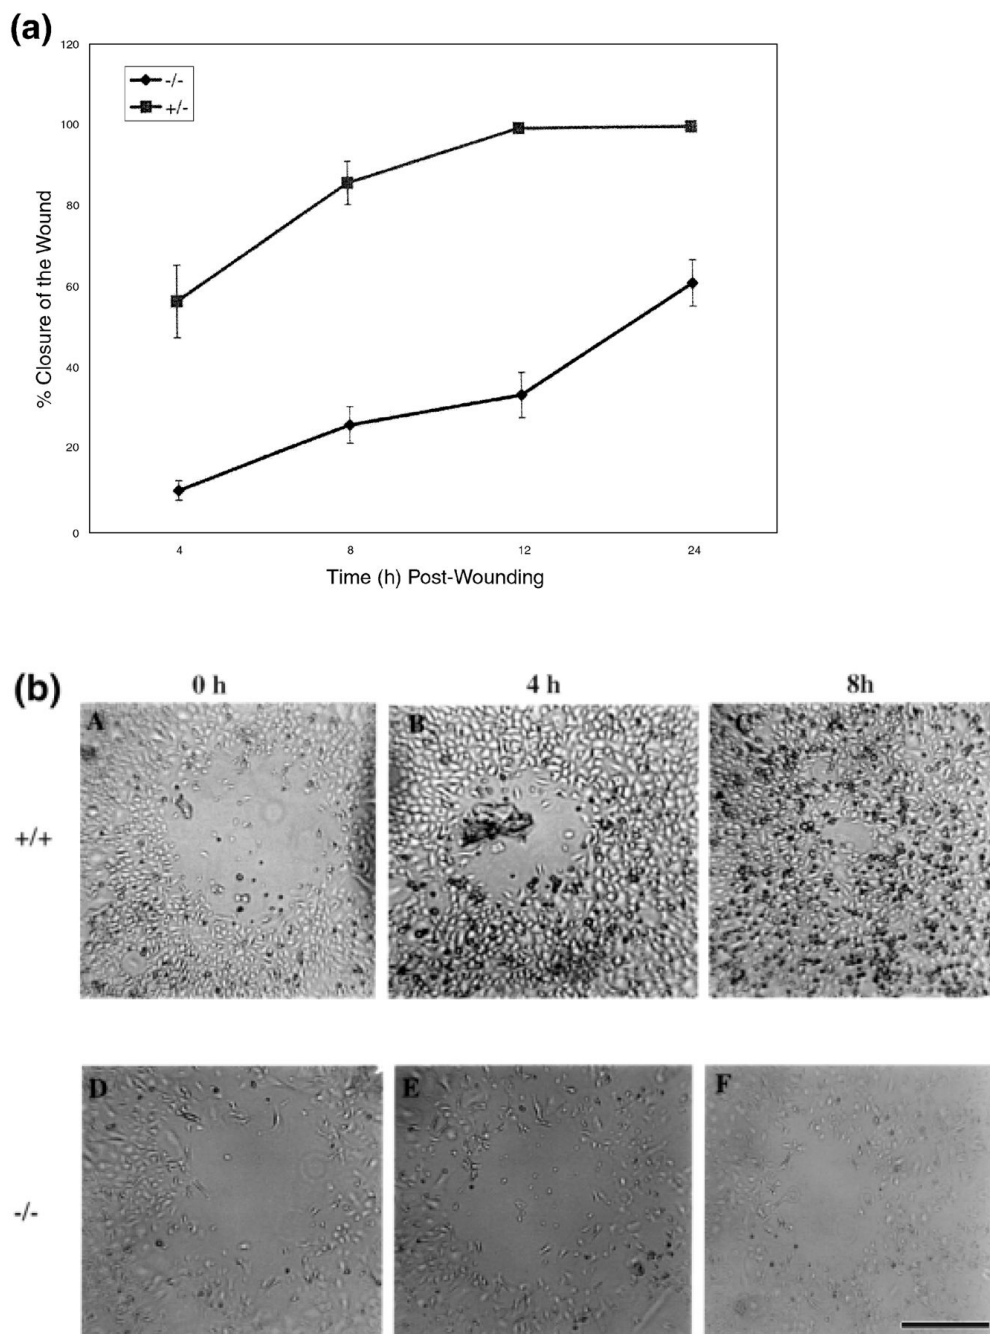 (a)
120
100
80
60
40
20
0
-/-
+/-
% Closure of the Wound
4 8 12 24
Time (h) Post-Wounding
(b)
0 h 4 h 8h
A B C
+/+
D E F
-/-